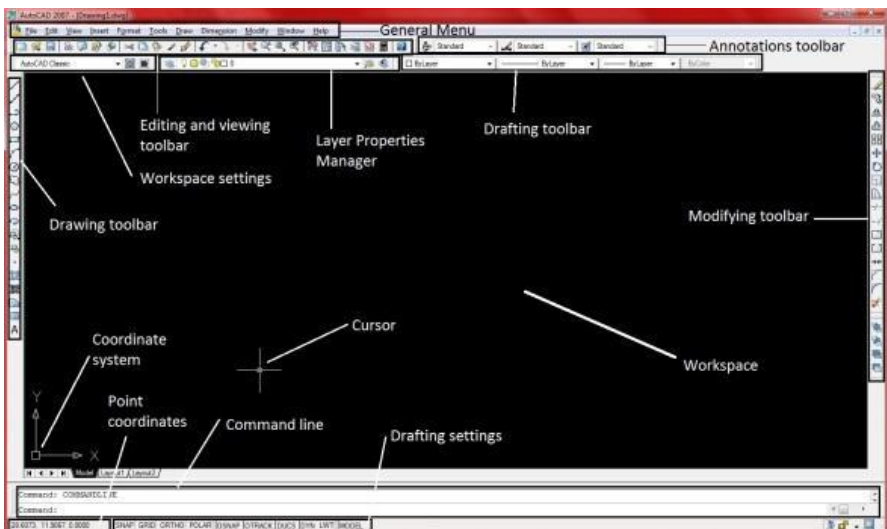 AutoCAD 2007 - [Drawing1.dwg]
File Edit View Insert Format Tools Draw Dimension Modify Window Help
General Menu
Standard
Standard
Standard
Annotations toolbar
AutoCAD Classic
0
ByLayer
ByLayer
ByLayer
ByColor
Editing and viewing
toolbar
Layer Properties
Manager
Drafting toolbar
Workspace settings
Drawing toolbar
Modifying toolbar
Cursor
Coordinate
system
Workspace
Y
Point
coordinates
Command line
Drafting settings
X
Model Layout1 Layout2
A
Command: COMMANDLINE
Command:
SNAP GRID ORTHO POLAR OSNAP OTRACK DUCS DYN LWT MODEL